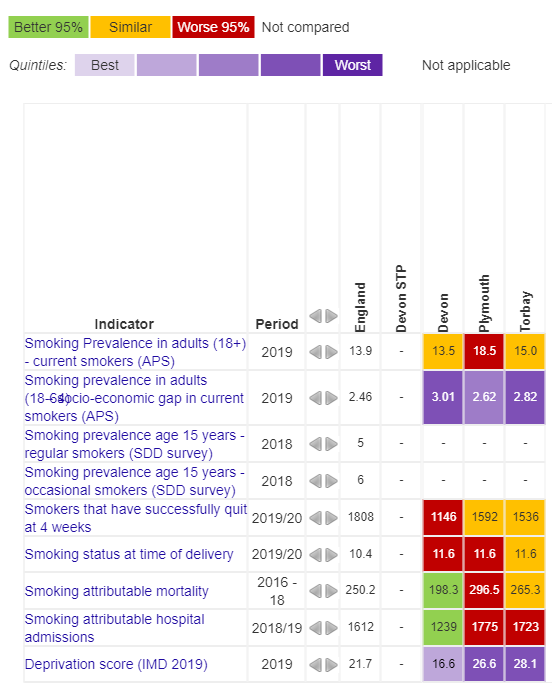 Better 95% Similar Worse 95% Not compared
Quintiles: Best Worst Not applicable
Indicator Period England Devon STP Devon Plymouth Torbay
Smoking Prevalence in adults (18+)
- current smokers (APS) 2019 13.9 - 13.5 18.5 15.0
Smoking prevalence in adults
(18-64) - socio-economic gap in current
smokers (APS) 2019 2.46 - 3.01 2.62 2.82
Smoking prevalence age 15 years -
regular smokers (SDD survey) 2018 5 - - - -
Smoking prevalence age 15 years -
occasional smokers (SDD survey) 2018 6 - - - -
Smokers that have successfully quit
at 4 weeks 2019/20 1808 - 1146 1592 1536
Smoking status at time of delivery 2019/20 10.4 - 11.6 11.6 11.6
Smoking attributable mortality 2016 -
18 250.2 - 198.3 296.5 265.3
Smoking attributable hospital
admissions 2018/19 1612 - 1239 1775 1723
Deprivation score (IMD 2019) 2019 21.7 - 16.6 26.6 28.1